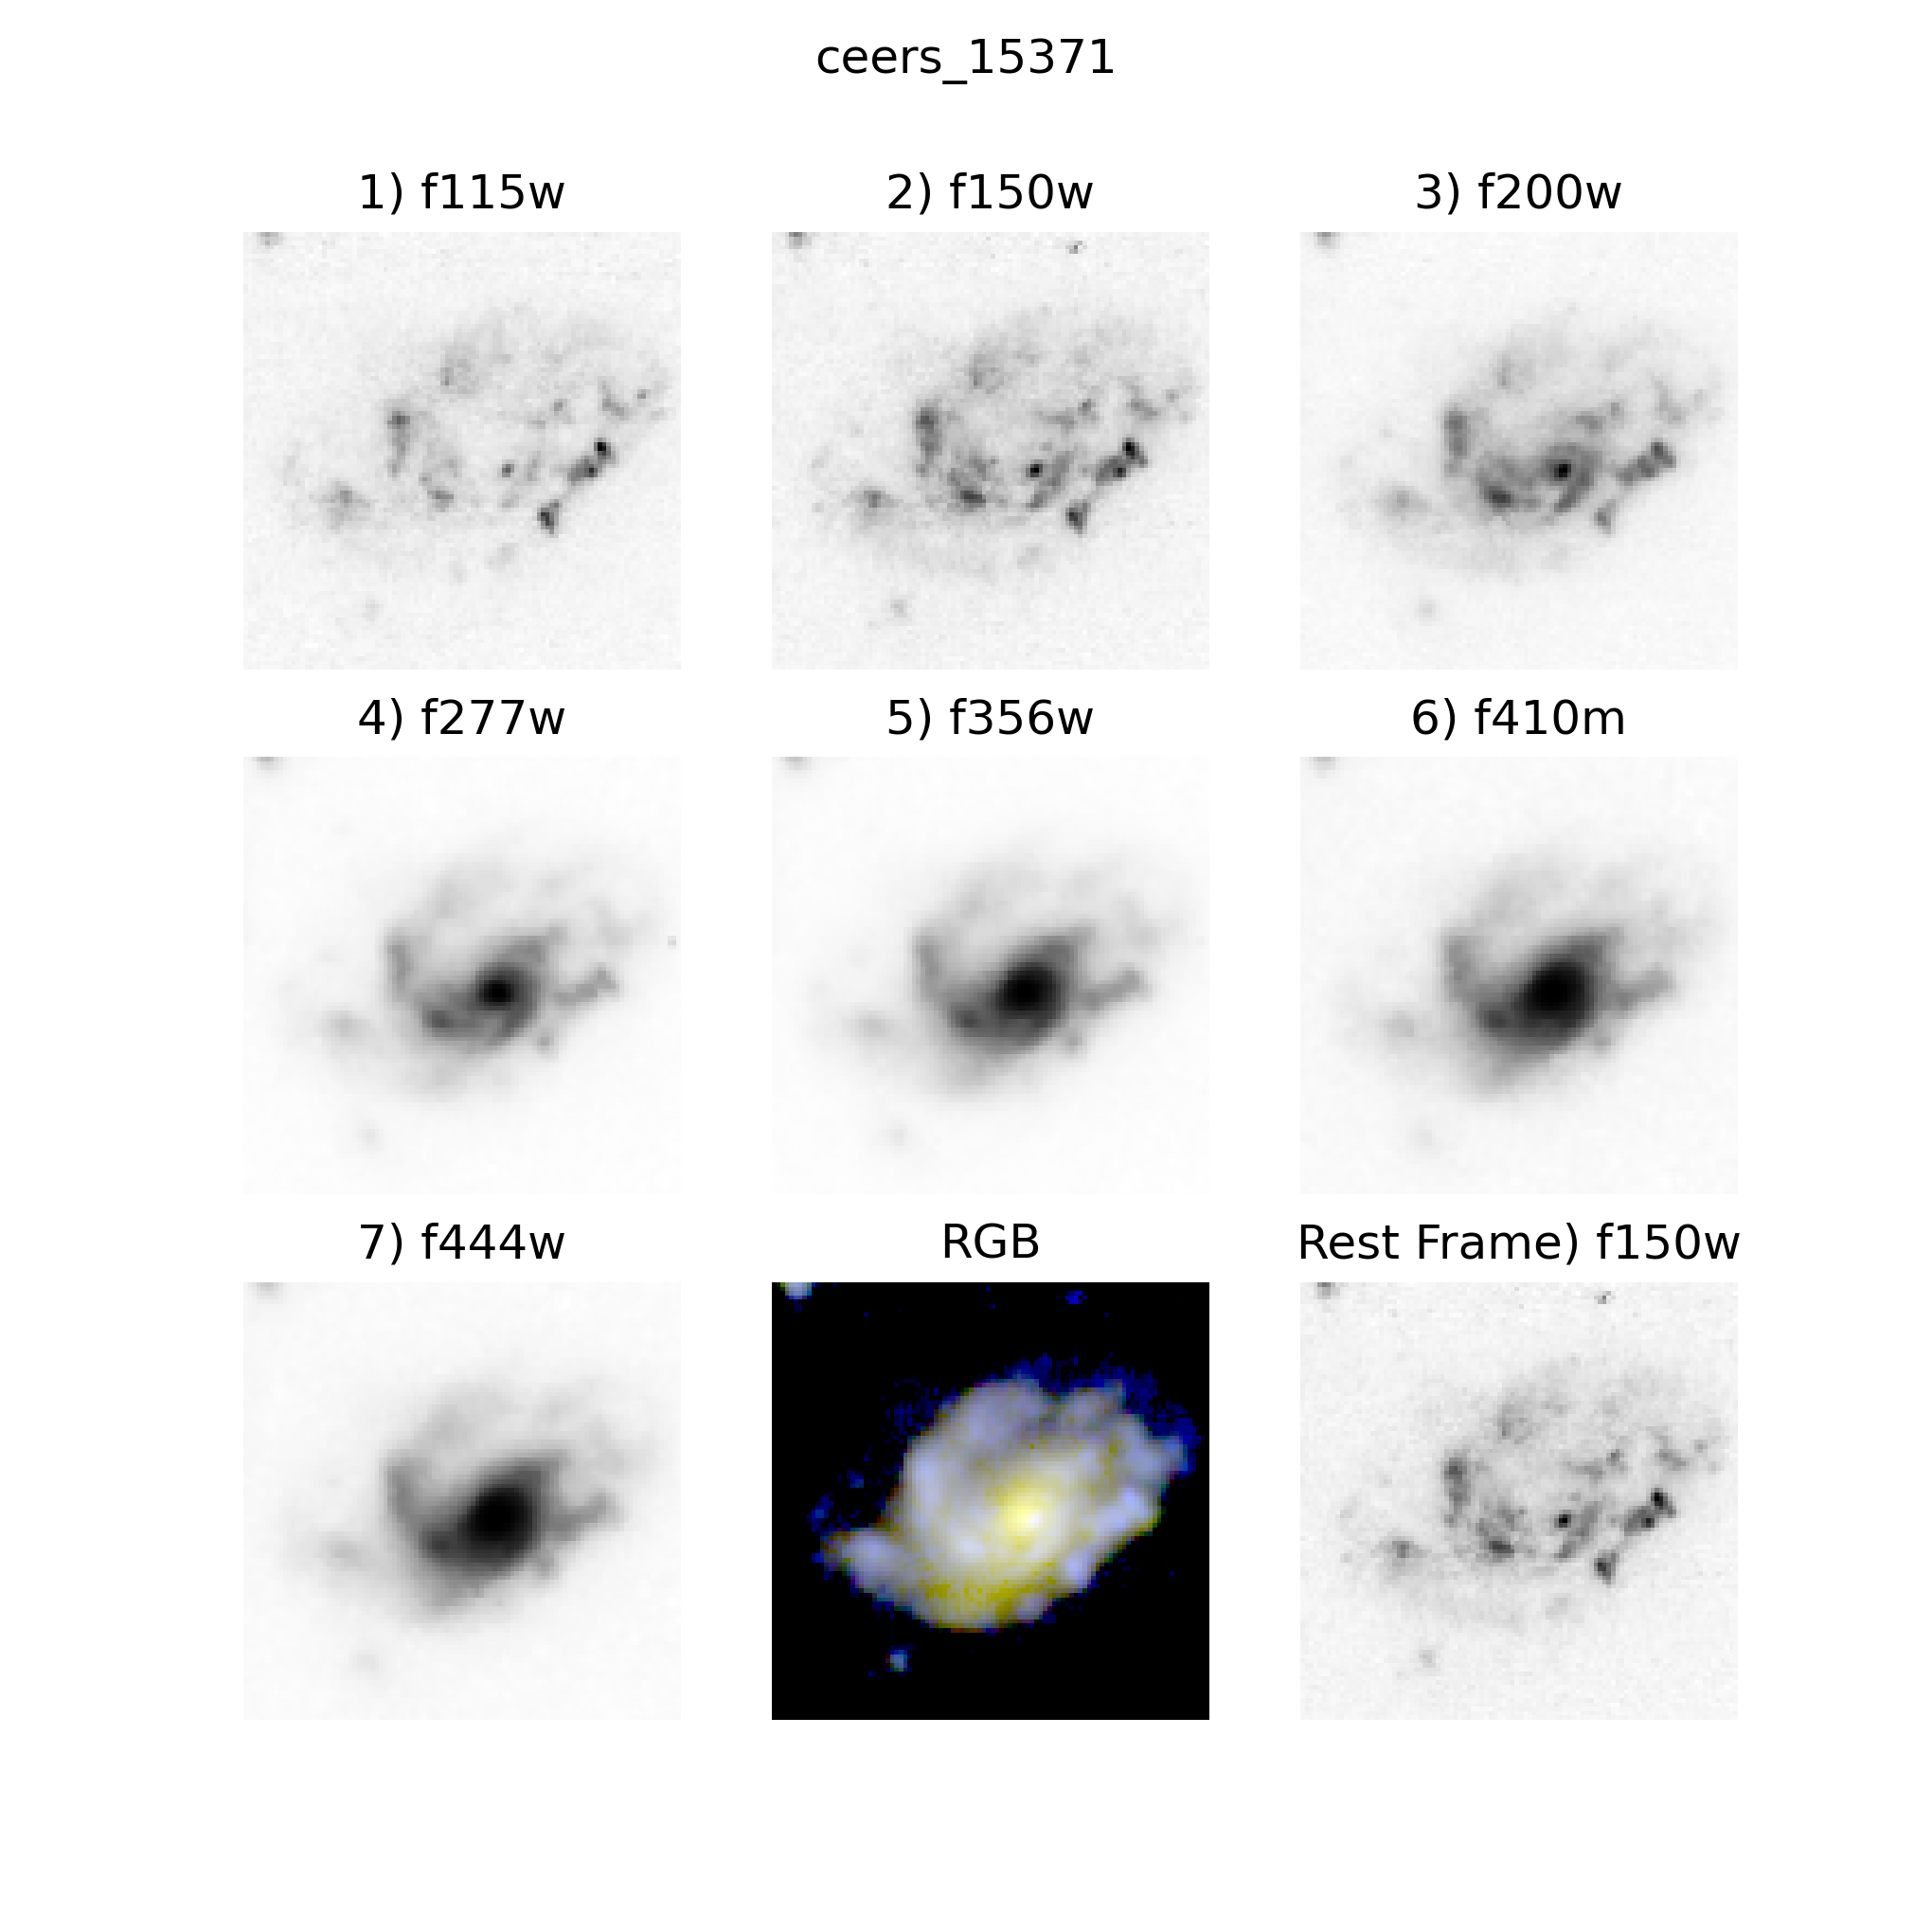 ceers_15371
1) f115w
2) f150w
3) f200w
4) f277w
5) f356w
6) f410m
7) f444w
RGB
Rest Frame) f150w